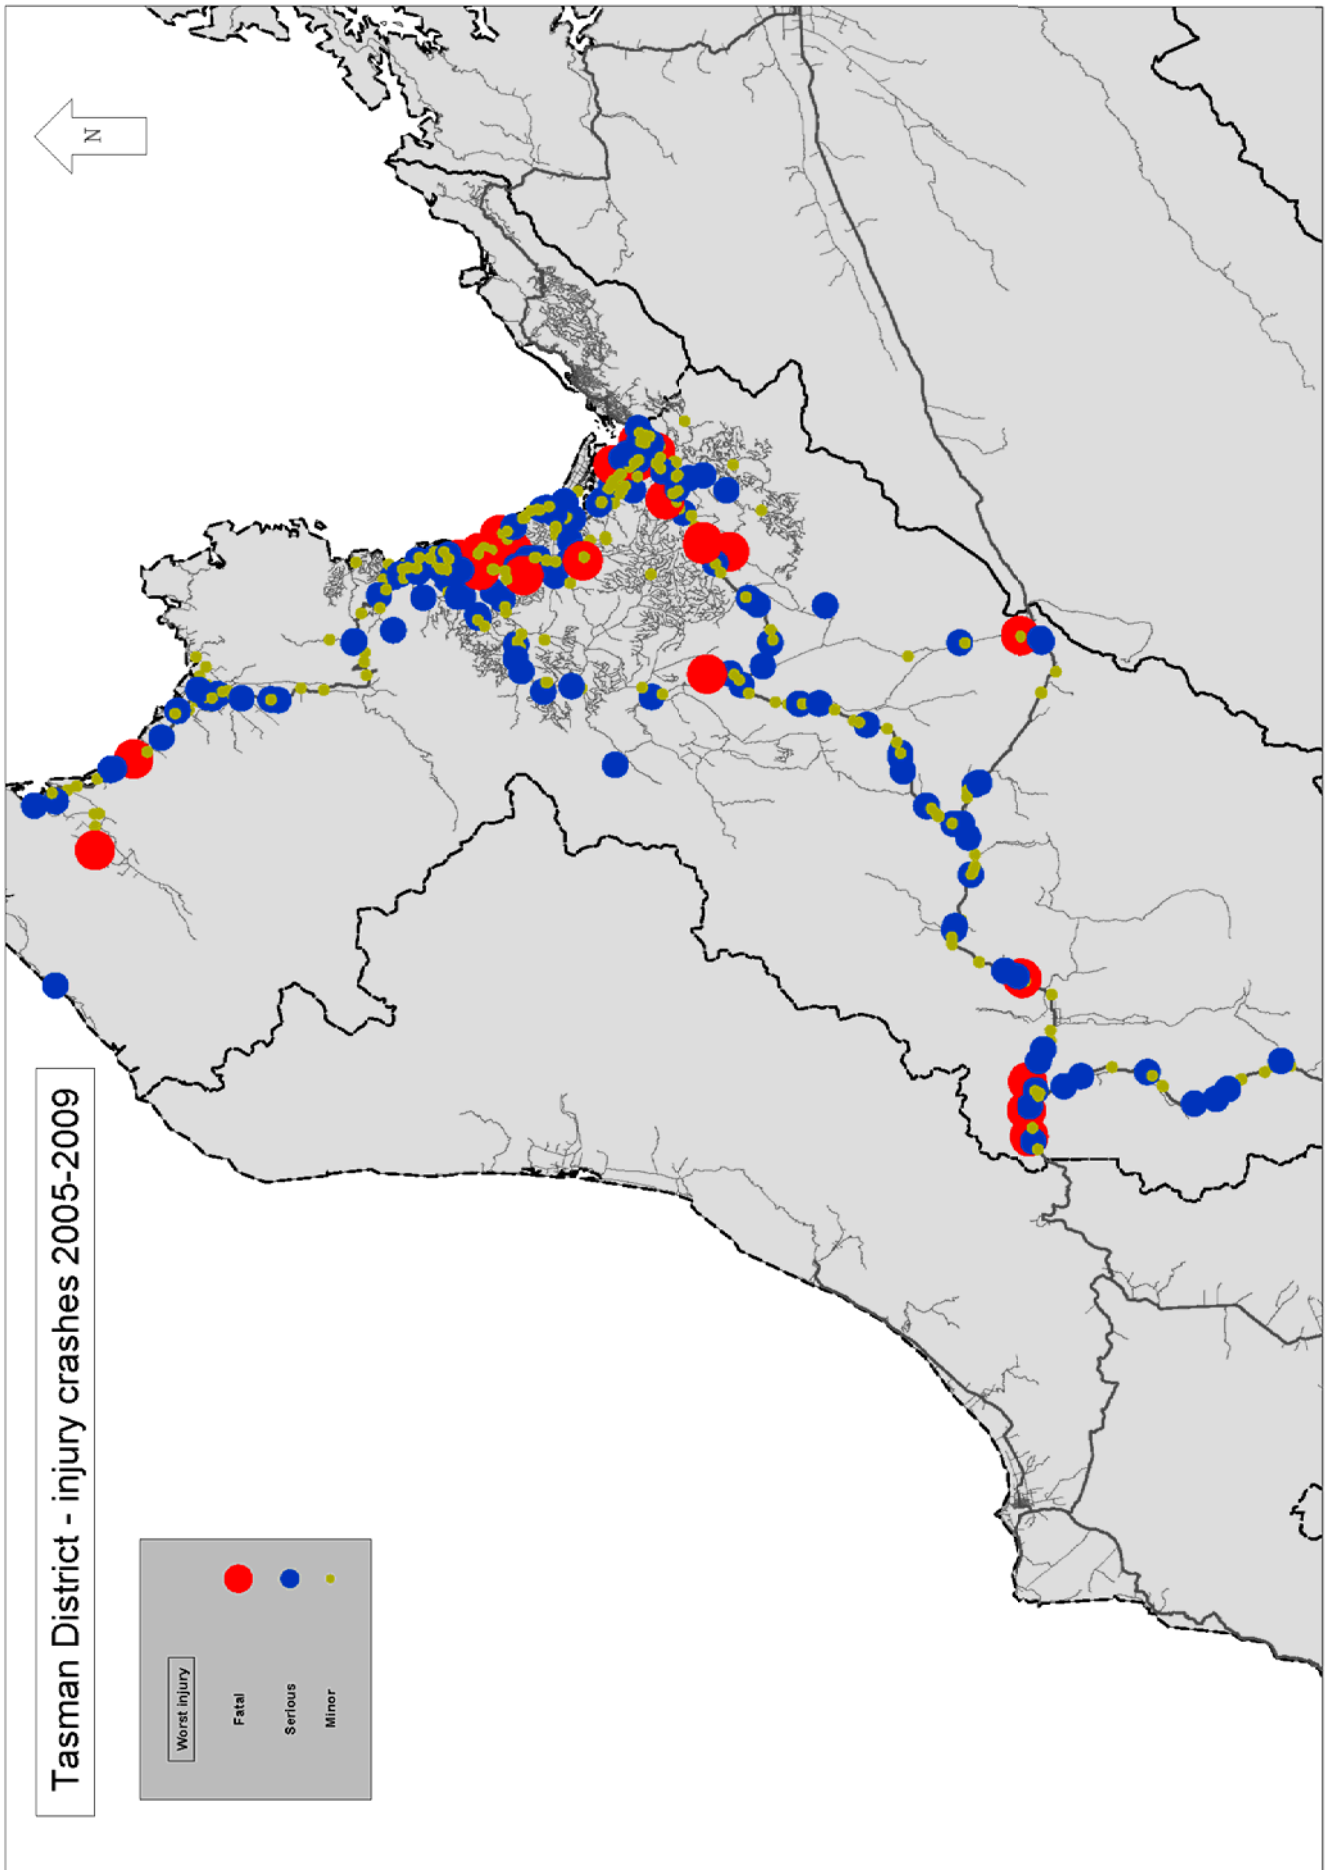 Tasman District - injury crashes 2005-2009
Worst injury
Fatal
Serious
Minor
N